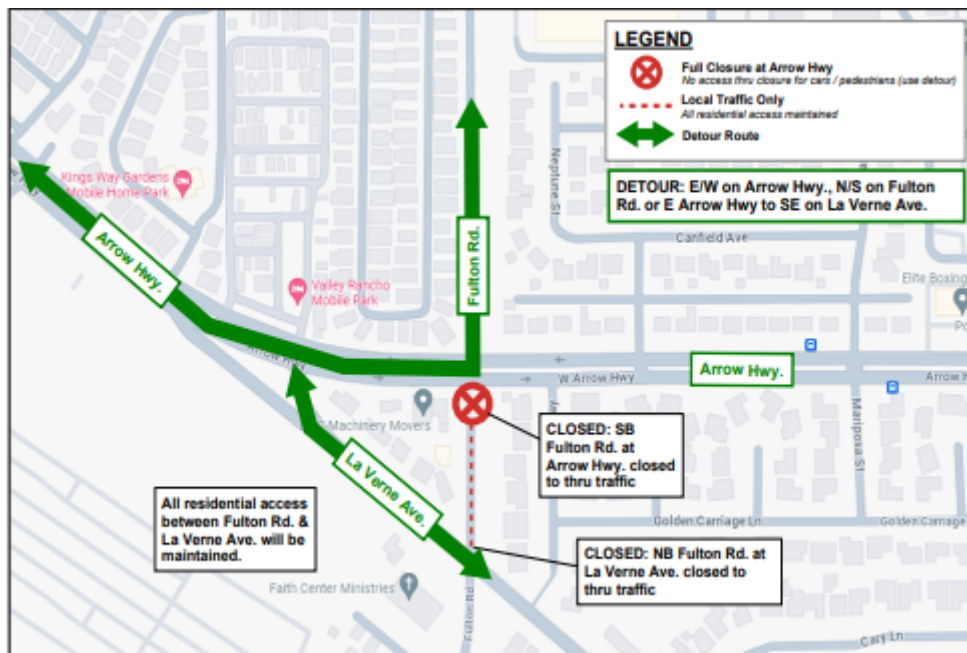 LEGEND
Full Closure at Arrow Hwy
No access thru closure for cars / pedestrians (use detour)
Local Traffic Only
All residential access maintained
Detour Route
DETOUR: E/W on Arrow Hwy., N/S on Fulton
Rd. or E Arrow Hwy to SE on La Verne Ave.
Neptune St
Kings Way Gardens
Mobile Home Park
Canfield Ave
Arrow Hwy.
Fulton Rd.
Valley Rancho
Mobile Park
Elite Boxing
Arrow Hwy
W Arrow Hwy
Arrow Hwy.
Machinery Movers
CLOSED: SB
Fulton Rd. at
Arrow Hwy. closed
to thru traffic
Mariposa St
La Verne Ave.
All residential access
between Fulton Rd. &
La Verne Ave. will be
maintained.
Golden Carriage Ln
Golden Carriage
CLOSED: NB Fulton Rd. at
La Verne Ave. closed to
thru traffic
Faith Center Ministries
Fulton Rd
Cary Ln